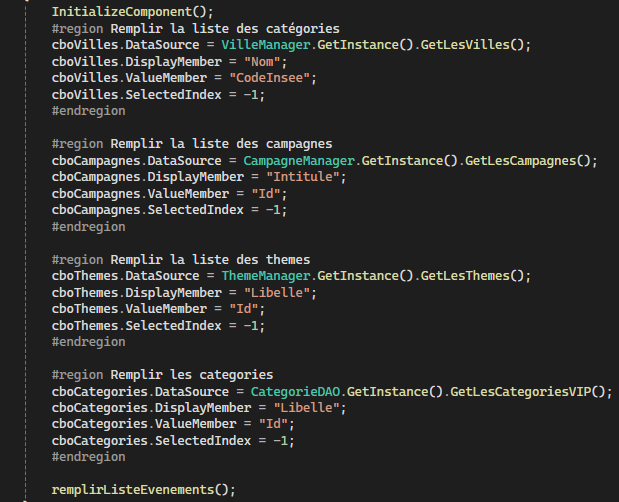 InitializeComponent();
#region Remplir la liste des catégories
cboVilles.DataSource = VilleManager.GetInstance().GetLesVilles();
cboVilles.DisplayMember = "Nom";
cboVilles.ValueMember = "CodeInsee";
cboVilles.SelectedIndex = -1;
#endregion
#region Remplir la liste des campagnes
cboCampagnes.DataSource = CampagneManager.GetInstance().GetLesCampagnes();
cboCampagnes.DisplayMember = "Intitule";
cboCampagnes.ValueMember = "Id";
cboCampagnes.SelectedIndex = -1;
#endregion
#region Remplir la liste des themes
cboThemes.DataSource = ThemeManager.GetInstance().GetLesThemes();
cboThemes.DisplayMember = "Libelle";
cboThemes.ValueMember = "Id";
cboThemes.SelectedIndex = -1;
#endregion
#region Remplir les categories
cboCategories.DataSource = CategorieDAO.GetInstance().GetLesCategoriesVIP();
cboCategories.DisplayMember = "Libelle";
cboCategories.ValueMember = "Id";
cboCategories.SelectedIndex = -1;
#endregion
remplirListeEvenements();